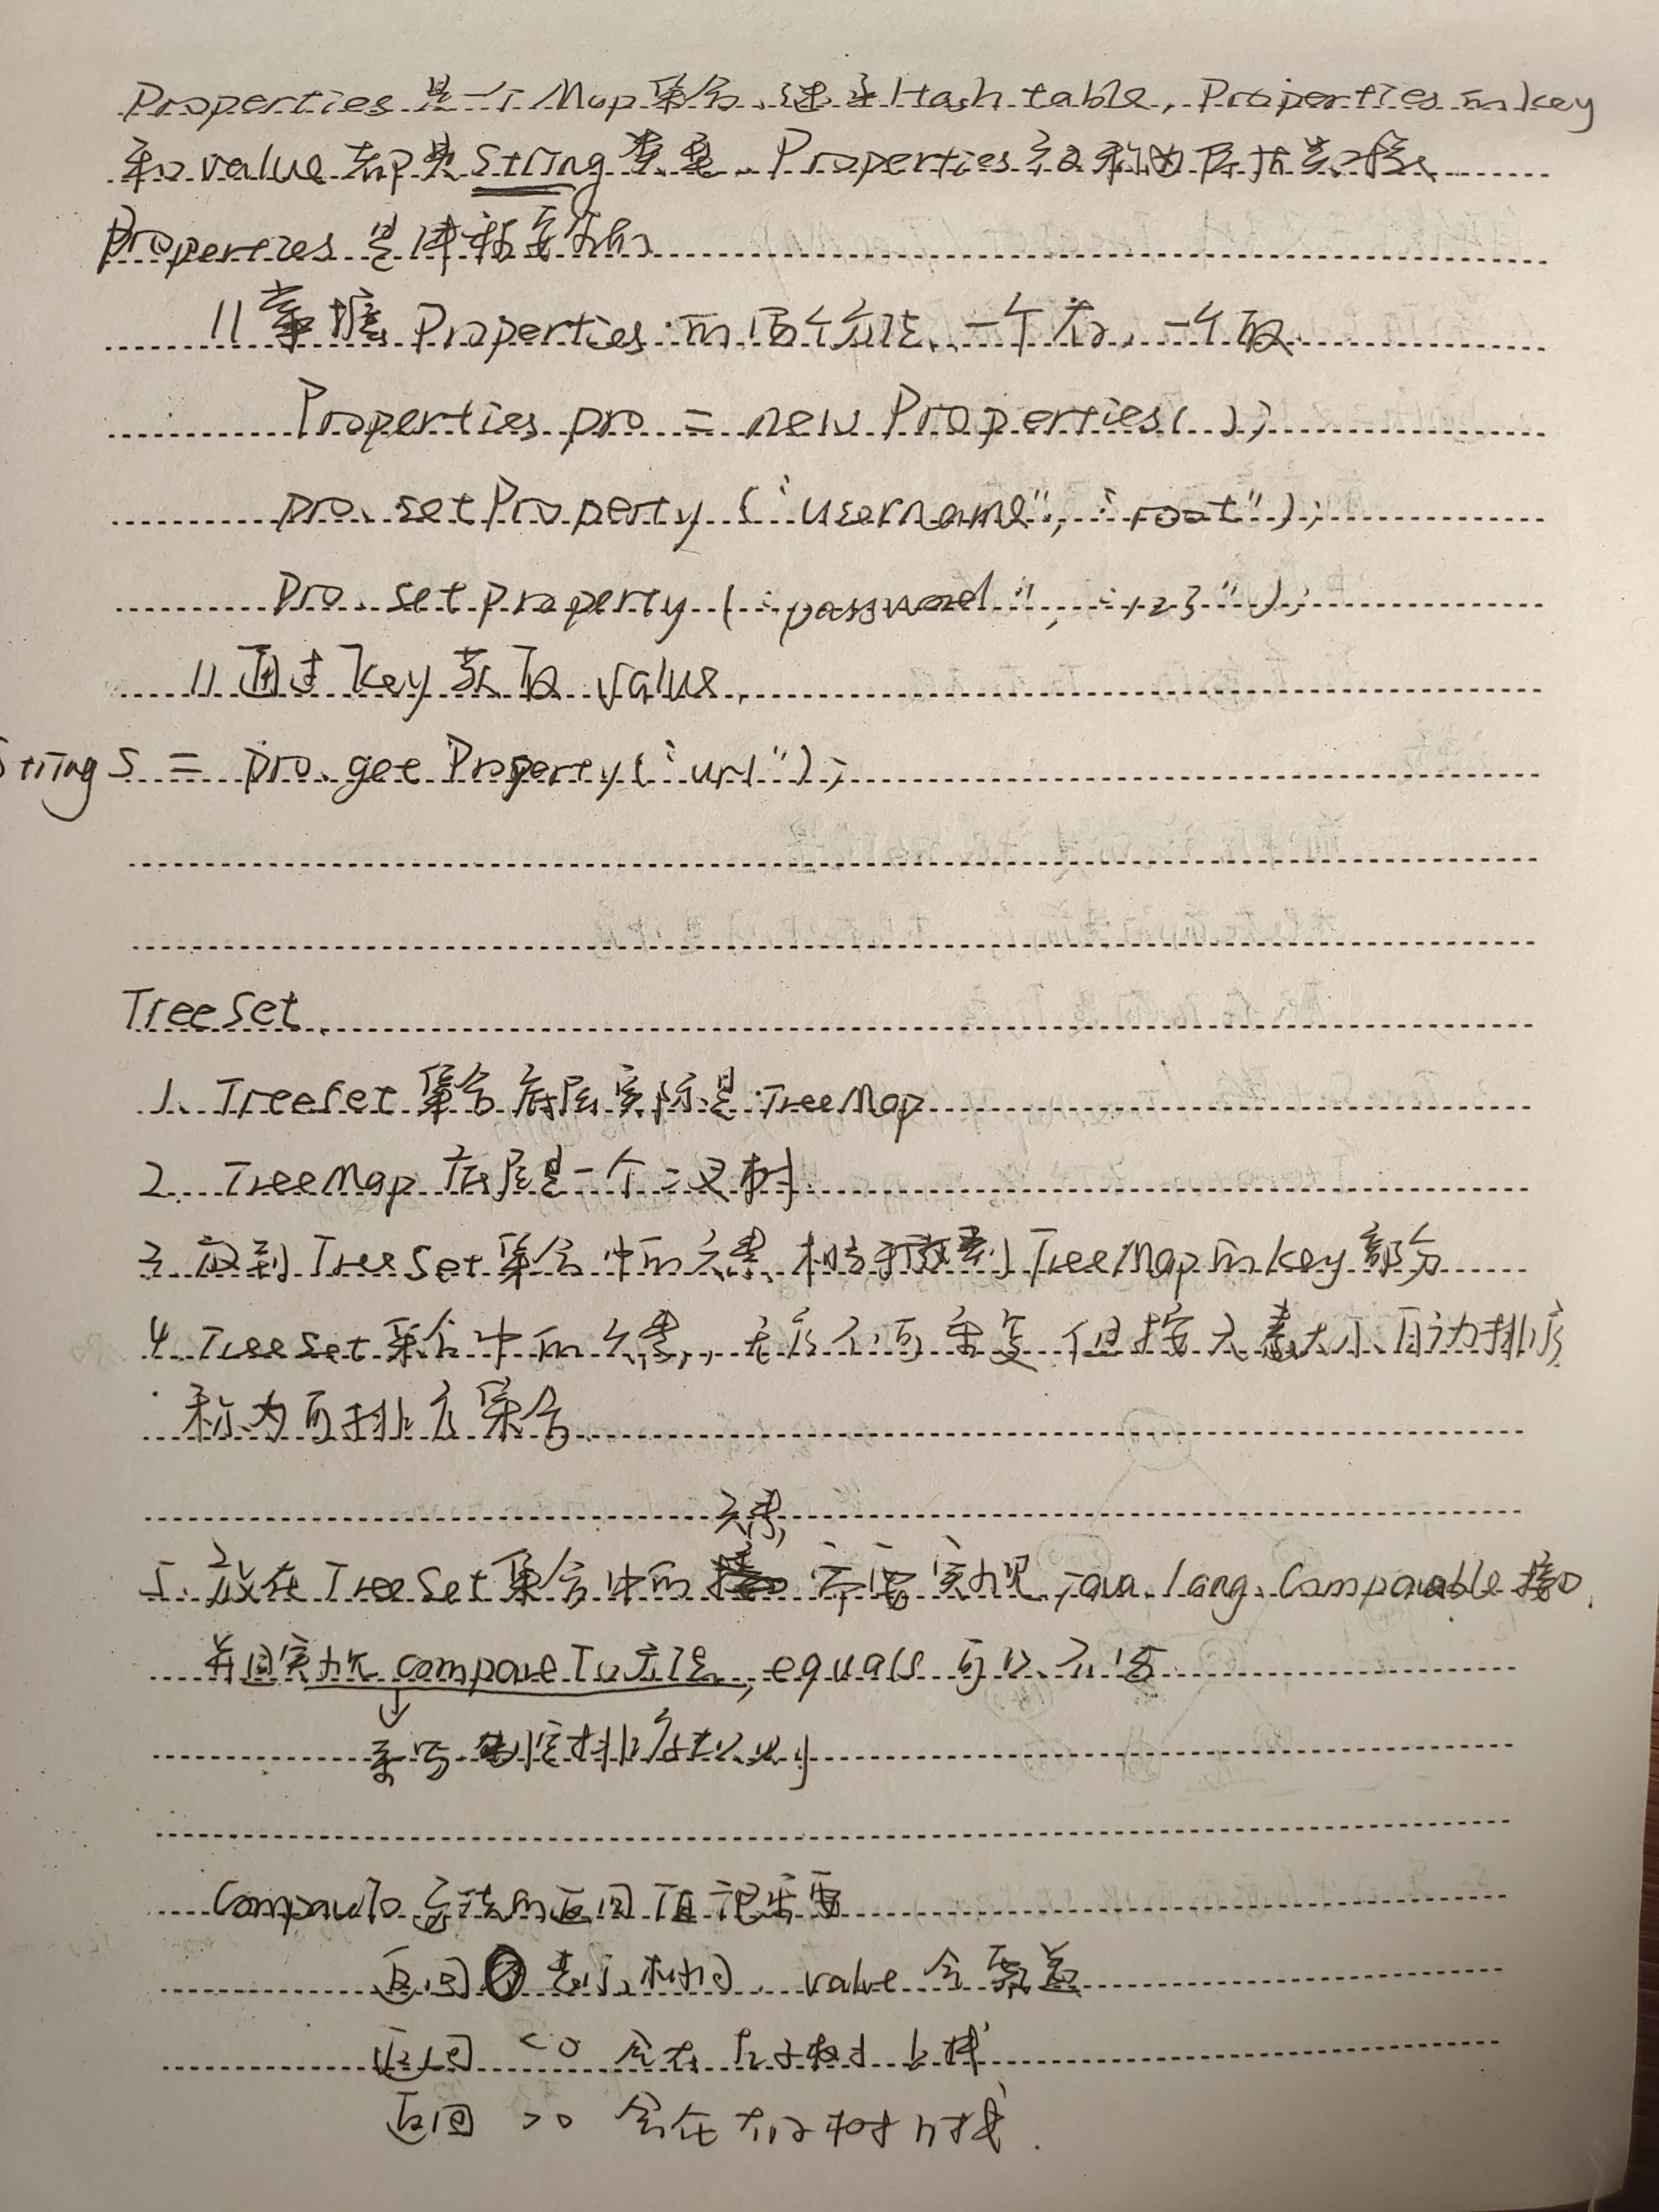 Properties是一个Map集合、继承Hashtable, Properties的key
和value都是String类型、Properties被称为属性类对象、
Properties是线程安全的
//掌握Properties的两个方法、一个存、一个取
Properties pro = new Properties();
pro.setProperty("username", "root");
pro.setProperty("password", "123");
//通过key获取value
String s = pro.getProperty("url");
TreeSet
1、TreeSet集合底层实际是TreeMap
2. TreeMap底层是一个二叉树
3. 放到TreeSet集合中的元素、相当于放到TreeMap的key部分
4. TreeSet集合中的元素, 无序不可重复 但按元素大小自动排序
称为可排序集合
元素
5. 放在TreeSet集合中的 需要实现java.lang.Comparable接口,
并且实现compareTo方法, equals可以不写
重写 制定排序规则
CompareTo方法的返回值很重要
返回0 表示相同、value会覆盖
返回 <0 会在左子树上找
返回 >0 会在右子树上找.